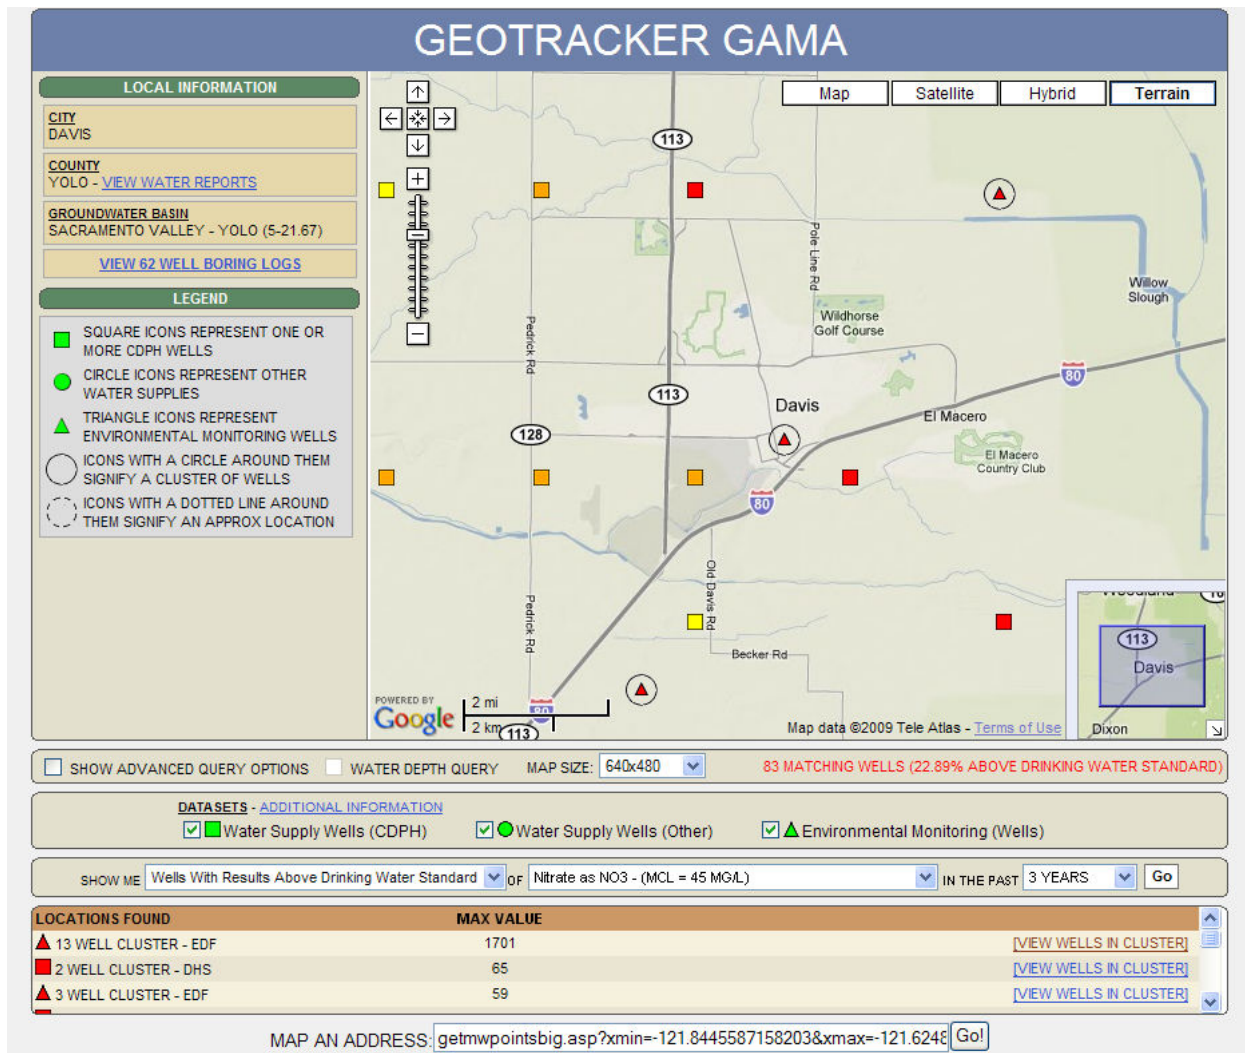 GEOTRACKER GAMA
LOCAL INFORMATION
CITY
DAVIS
COUNTY
YOLO - VIEW WATER REPORTS
GROUNDWATER BASIN
SACRAMENTO VALLEY - YOLO (5-21.67)
VIEW 62 WELL BORING LOGS
LEGEND
SQUARE ICONS REPRESENT ONE OR
MORE CDPH WELLS
CIRCLE ICONS REPRESENT OTHER
WATER SUPPLIES
TRIANGLE ICONS REPRESENT
ENVIRONMENTAL MONITORING WELLS
ICONS WITH A CIRCLE AROUND THEM
SIGNIFY A CLUSTER OF WELLS
ICONS WITH A DOTTED LINE AROUND
THEM SIGNIFY AN APPROX LOCATION
Map Satellite Hybrid Terrain
113
Pole Line Rd
Willow
Slough
Wildhorse
Golf Course
Pedrick Rd
80
113
Davis
El Macero
128
El Macero
Country Club
80
Old Davis Rd
Pedrick Rd
Becker Rd
113
Davis
Dixon
POWERED BY
Google
2 mi
2 km
80
113
Map data ©2009 Tele Atlas - Terms of Use
SHOW ADVANCED QUERY OPTIONS WATER DEPTH QUERY MAP SIZE: 640x480 83 MATCHING WELLS (22.89% ABOVE DRINKING WATER STANDARD)
DATASETS - ADDITIONAL INFORMATION
Water Supply Wells (CDPH) Water Supply Wells (Other) Environmental Monitoring (Wells)
SHOW ME Wells With Results Above Drinking Water Standard OF Nitrate as NO3 - (MCL = 45 MG/L) IN THE PAST 3 YEARS Go
LOCATIONS FOUND MAX VALUE
13 WELL CLUSTER - EDF 1701 [VIEW WELLS IN CLUSTER]
2 WELL CLUSTER - DHS 65 [VIEW WELLS IN CLUSTER]
3 WELL CLUSTER - EDF 59 [VIEW WELLS IN CLUSTER]
MAP AN ADDRESS: getmwpointsbig.asp?xmin=-121.8445587158203&xmax=-121.6248 Go!